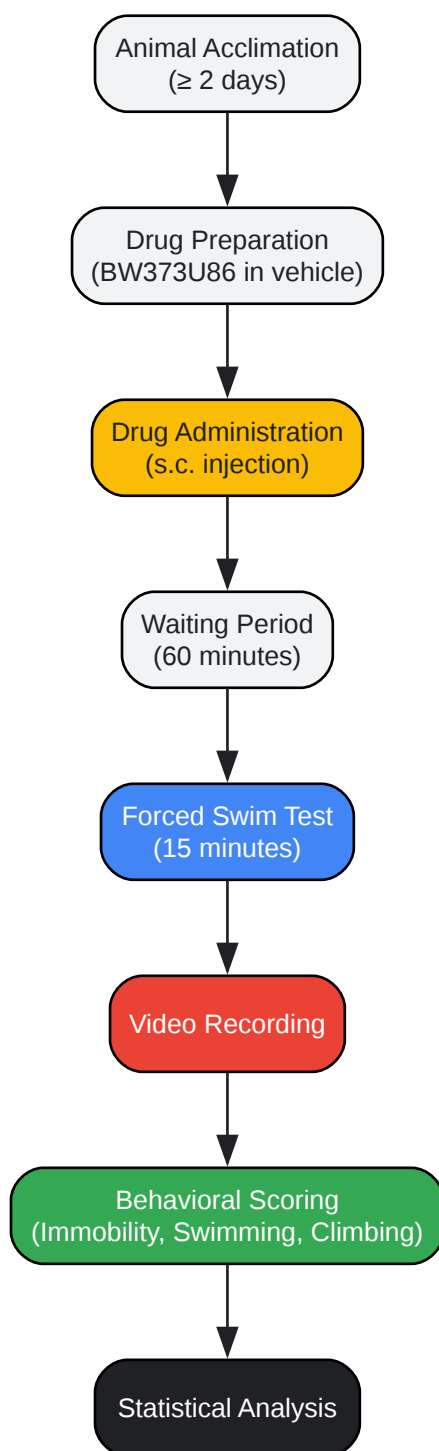 Animal Acclimation
(≥ 2 days)
Drug Preparation
(BW373U86 in vehicle)
Drug Administration
(s.c. injection)
Waiting Period
(60 minutes)
Forced Swim Test
(15 minutes)
Video Recording
Behavioral Scoring
(Immobility, Swimming, Climbing)
Statistical Analysis